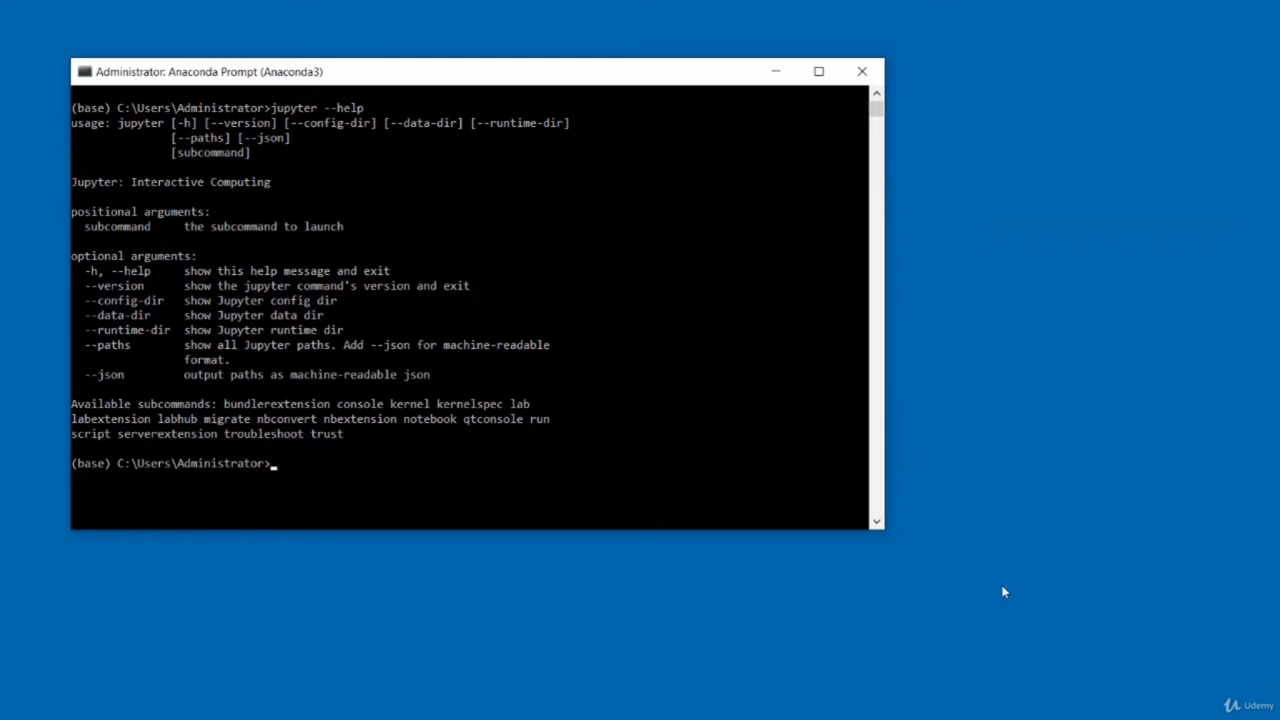 Administrator: Anaconda Prompt (Anaconda3)
(base) C:\Users\Administrator>jupyter --help
usage: jupyter [-h] [--version] [--config-dir] [--data-dir] [--runtime-dir]
[--paths] [--json]
[subcommand]
Jupyter: Interactive Computing
positional arguments:
subcommand the subcommand to launch
optional arguments:
-h, --help show this help message and exit
--version show the jupyter command's version and exit
--config-dir show Jupyter config dir
--data-dir show Jupyter data dir
--runtime-dir show Jupyter runtime dir
--paths show all Jupyter paths. Add --json for machine-readable
format.
--json output paths as machine-readable json
Available subcommands: bundlerextension console kernel kernelspec lab
labextension labhub migrate nbconvert nbextension notebook qtconsole run
script serverextension troubleshoot trust
(base) C:\Users\Administrator>
Udemy